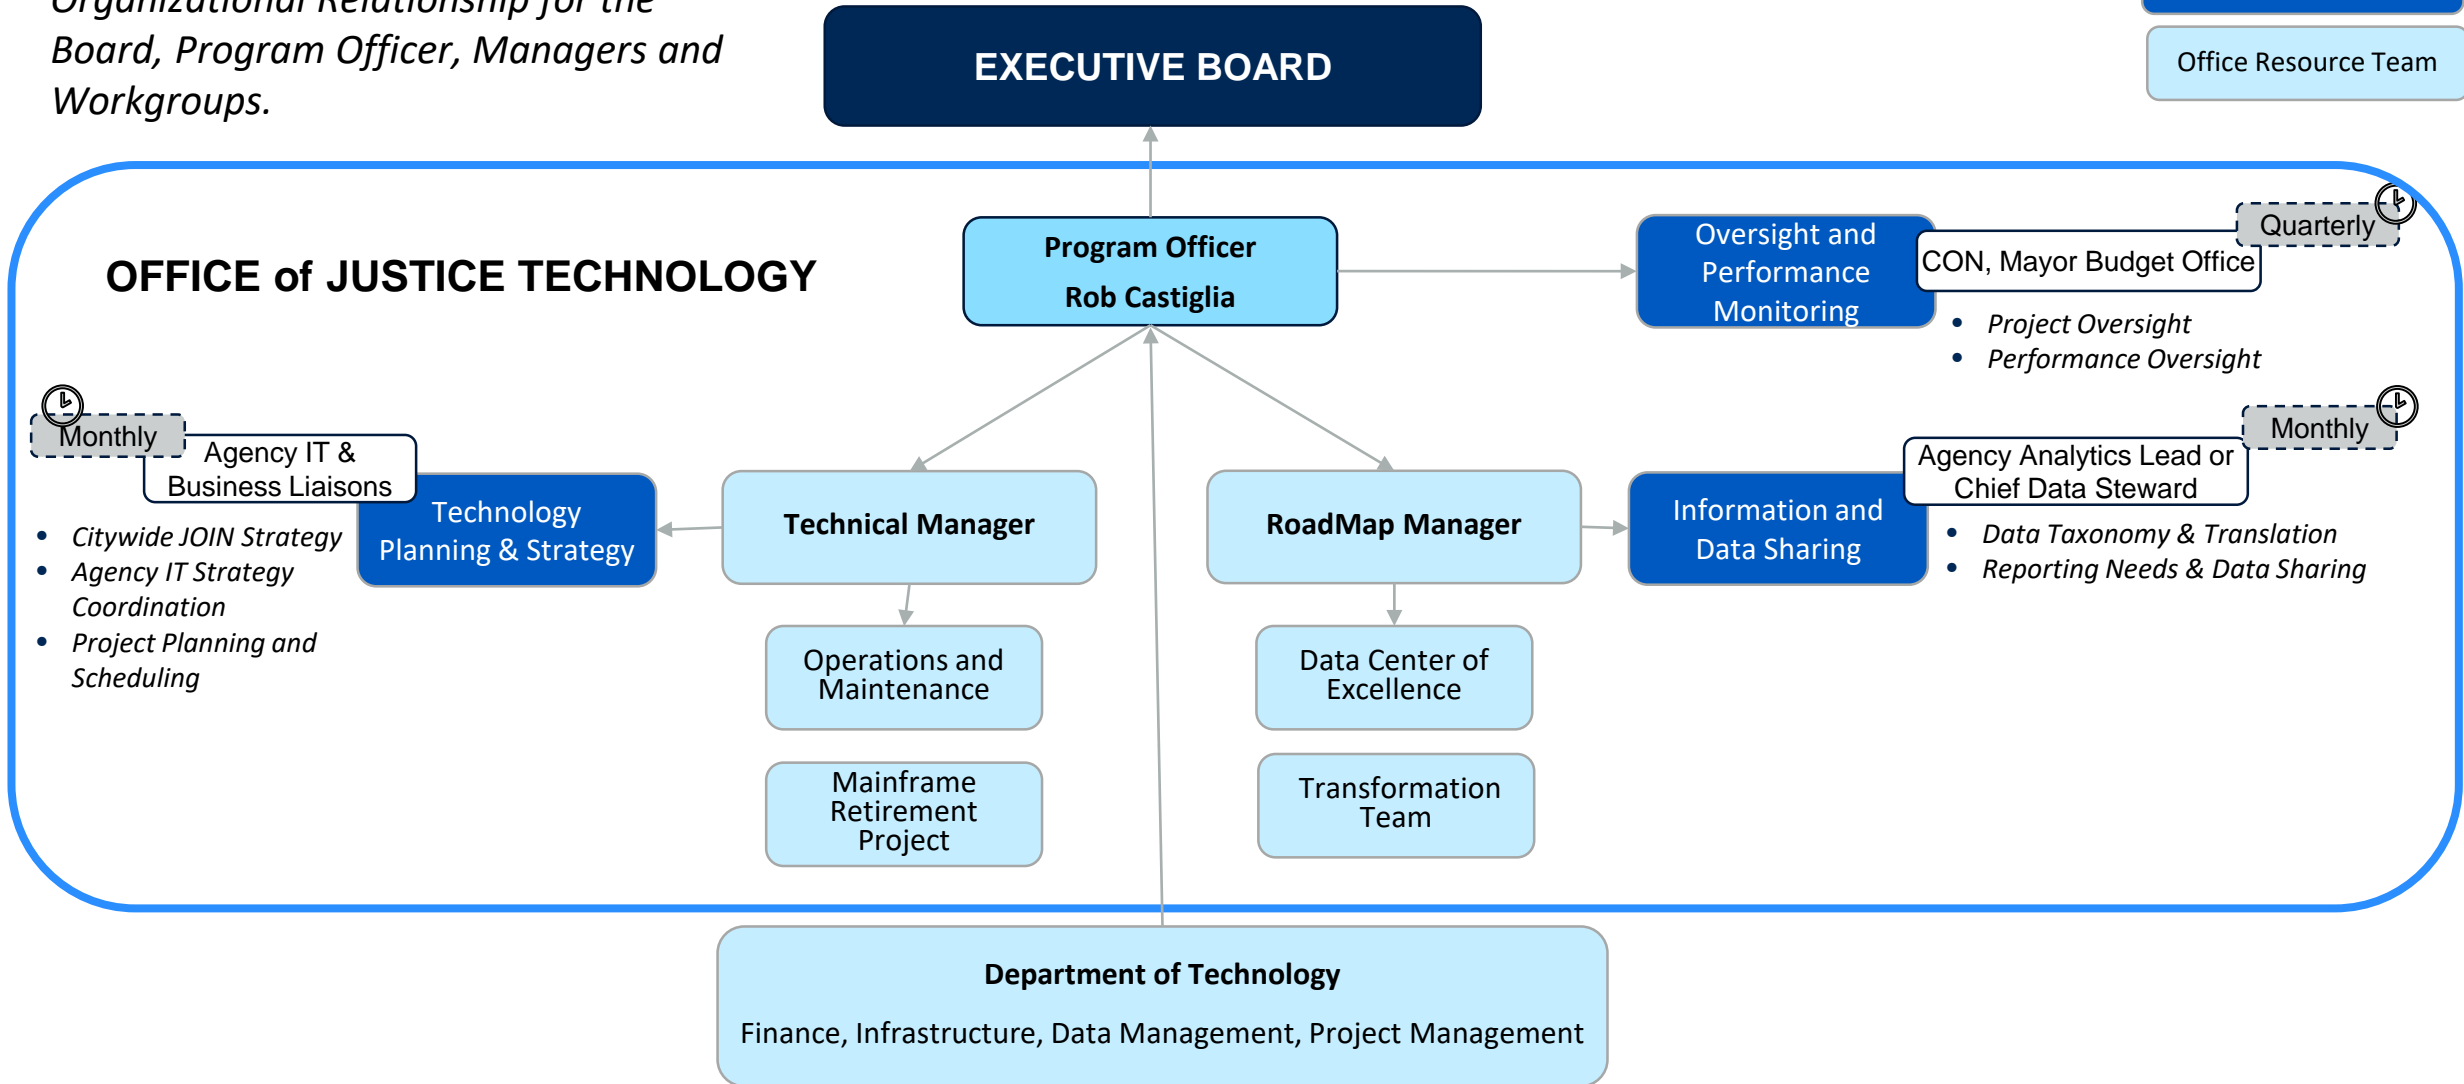 Organizational Relationship for the
Board, Program Officer, Managers and
Workgroups.
EXECUTIVE BOARD
Office Resource Team
OFFICE of JUSTICE TECHNOLOGY
Program Officer
Rob Castiglia
Oversight and
Performance
Monitoring
CON, Mayor Budget Office
Quarterly
• Project Oversight
• Performance Oversight
Monthly
Agency IT &
Business Liaisons
Technology
Planning & Strategy
• Citywide JOIN Strategy
• Agency IT Strategy
Coordination
• Project Planning and
Scheduling
Technical Manager
RoadMap Manager
Information and
Data Sharing
Agency Analytics Lead or
Chief Data Steward
Monthly
• Data Taxonomy & Translation
• Reporting Needs & Data Sharing
Operations and
Maintenance
Mainframe
Retirement
Project
Data Center of
Excellence
Transformation
Team
Department of Technology
Finance, Infrastructure, Data Management, Project Management